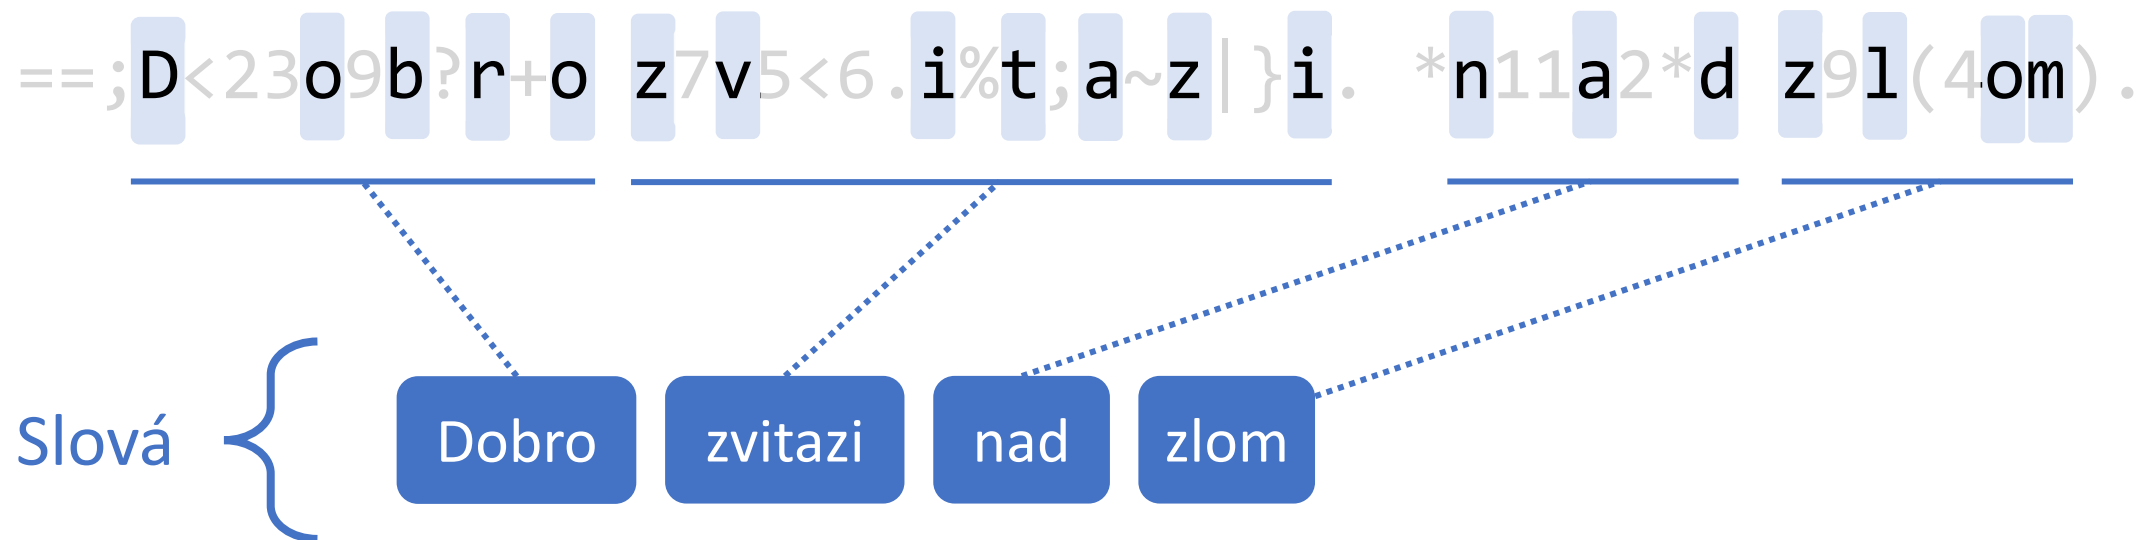 ==;D<23o9b?r+o z7v5<6.i%t;a~z|}i. *n11a2*d z9l(4om).
Slová
Dobro zvitazi nad zlom